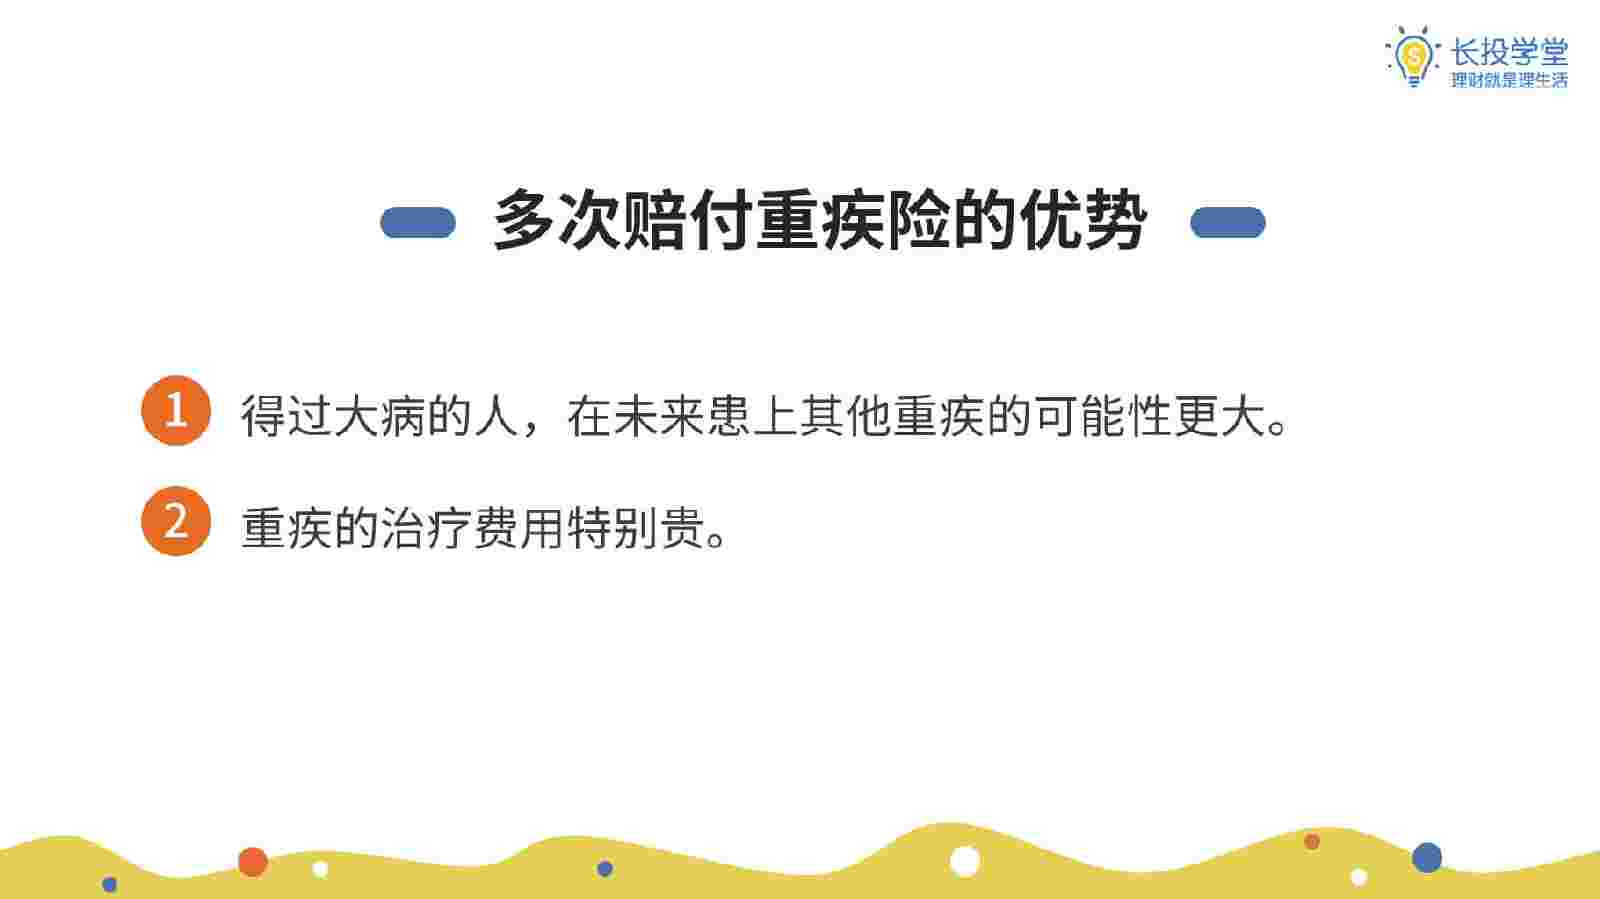 长投学堂
理财就是理生活
多次赔付重疾险的优势
1 得过大病的人，在未来患上其他重疾的可能性更大。
2 重疾的治疗费用特别贵。